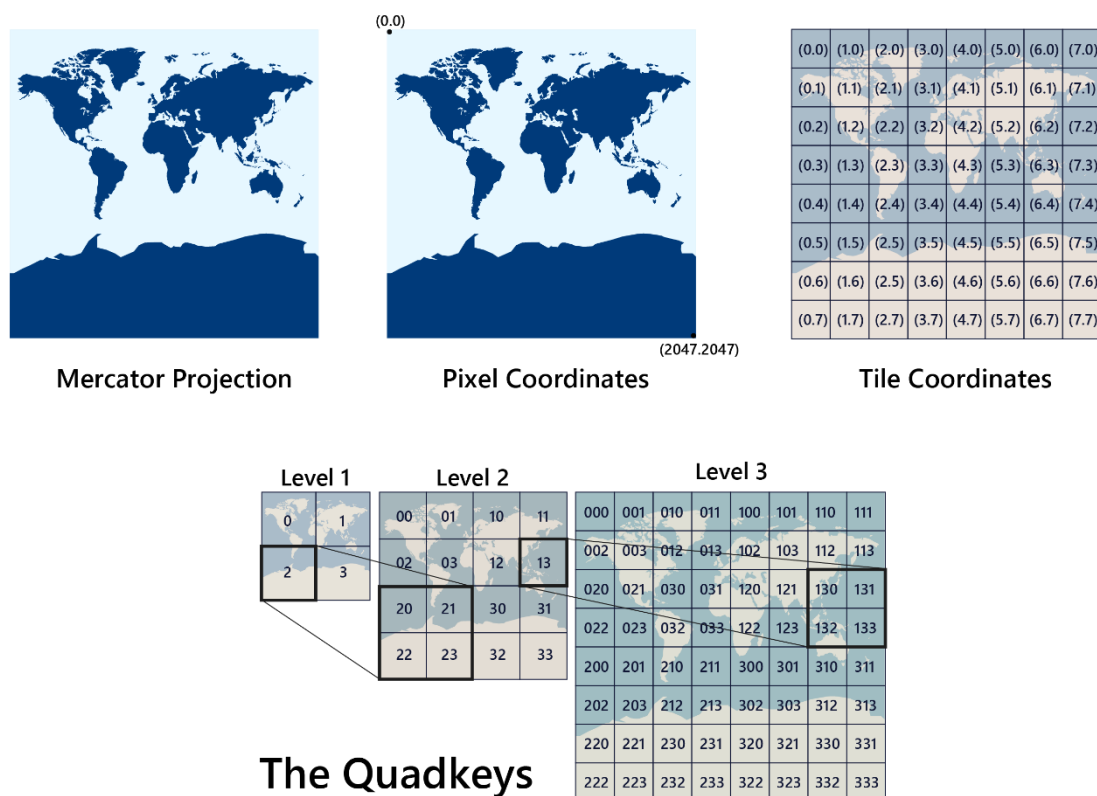 (0.0)
(0.0) (1.0) (2.0) (3.0) (4.0) (5.0) (6.0) (7.0)
(0.1) (1.1) (2.1) (3.1) (4.1) (5.1) (6.1) (7.1)
(0.2) (1.2) (2.2) (3.2) (4.2) (5.2) (6.2) (7.2)
(0.3) (1.3) (2.3) (3.3) (4.3) (5.3) (6.3) (7.3)
(0.4) (1.4) (2.4) (3.4) (4.4) (5.4) (6.4) (7.4)
(0.5) (1.5) (2.5) (3.5) (4.5) (5.5) (6.5) (7.5)
(0.6) (1.6) (2.5) (3.6) (4.6) (5.6) (6.6) (7.6)
(0.7) (1.7) (2.7) (3.7) (4.7) (5.7) (6.7) (7.7)
(2047.2047)
Mercator Projection
Pixel Coordinates
Tile Coordinates
Level 1
0 1
2 3
Level 2
00 01 10 11
02 03 12 13
20 21 30 31
22 23 32 33
Level 3
000 001 010 011 100 101 110 111
002 003 012 013 102 103 112 113
020 021 030 031 120 121 130 131
022 023 032 033 122 123 132 133
200 201 210 211 300 301 310 311
202 203 212 213 302 303 312 313
220 221 230 231 320 321 330 331
222 223 232 233 322 323 332 333
The Quadkeys